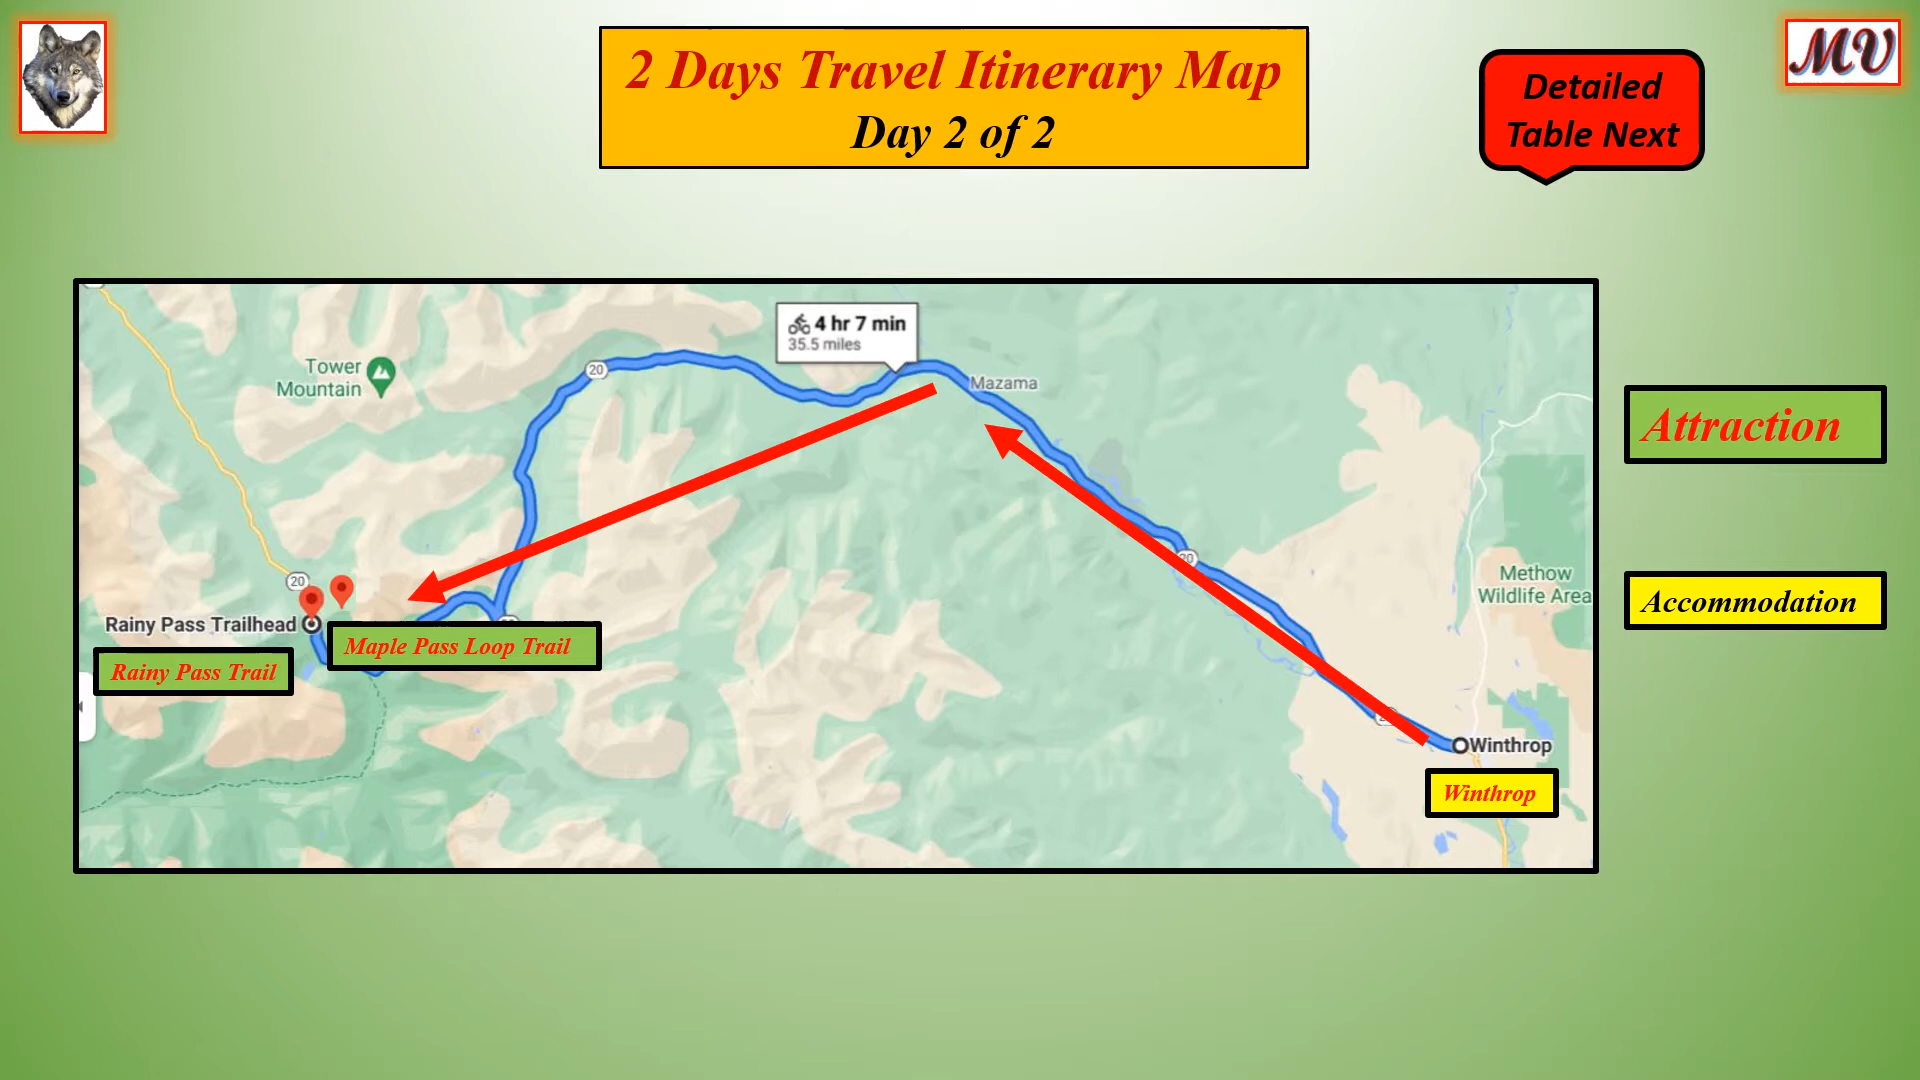 2 Days Travel Itinerary Map
Day 2 of 2
Detailed
Table Next
MV
4 hr 7 min
35.5 miles
Tower
Mountain
20
Mazama
Attraction
20
Methow
Wildlife Area
Accommodation
20
Rainy Pass Trailhead
Maple Pass Loop Trail
Rainy Pass Trail
Winthrop
Winthrop